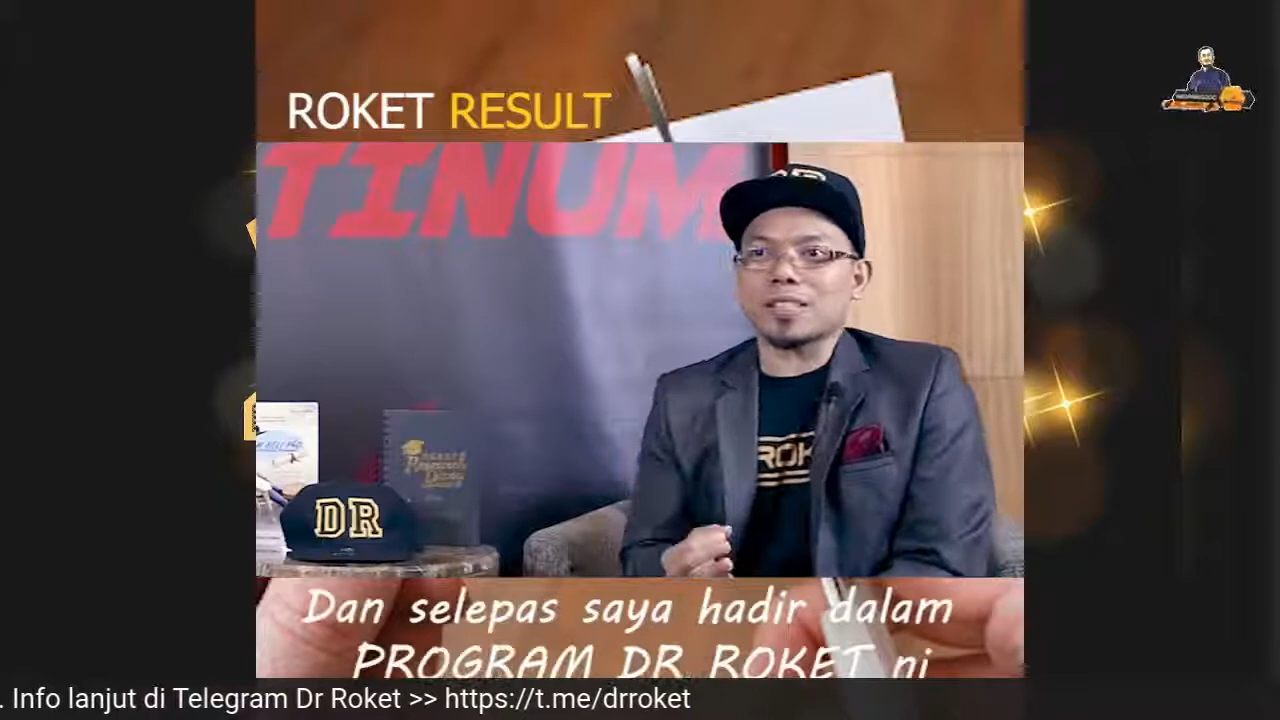 ROKET RESULT
TINUM
ROK
DR
Dan selepas saya hadir dalam
PROGRAM DR ROKET ni
. Info lanjut di Telegram Dr Roket >> https://t.me/drroket